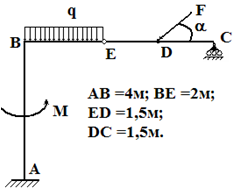 q
F
α
B
E
D
C
M
AB =4м; BE =2м;
ED =1,5м;
DC =1,5м.
A